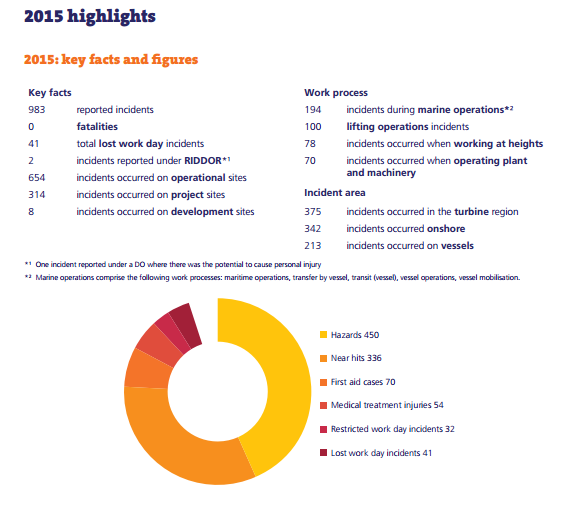 2015 highlights
2015: key facts and figures
Key facts
983 reported incidents
0 fatalities
41 total lost work day incidents
2 incidents reported under RIDDOR*¹
654 incidents occurred on operational sites
314 incidents occurred on project sites
8 incidents occurred on development sites
Work process
194 incidents during marine operations*²
100 lifting operations incidents
78 incidents occurred when working at heights
70 incidents occurred when operating plant
and machinery
Incident area
375 incidents occurred in the turbine region
342 incidents occurred onshore
213 incidents occurred on vessels
*¹ One incident reported under a DO where there was the potential to cause personal injury
*² Marine operations comprise the following work processes: maritime operations, transfer by vessel, transit (vessel), vessel operations, vessel mobilisation.
Hazards 450
Near hits 336
First aid cases 70
Medical treatment injuries 54
Restricted work day incidents 32
Lost work day incidents 41